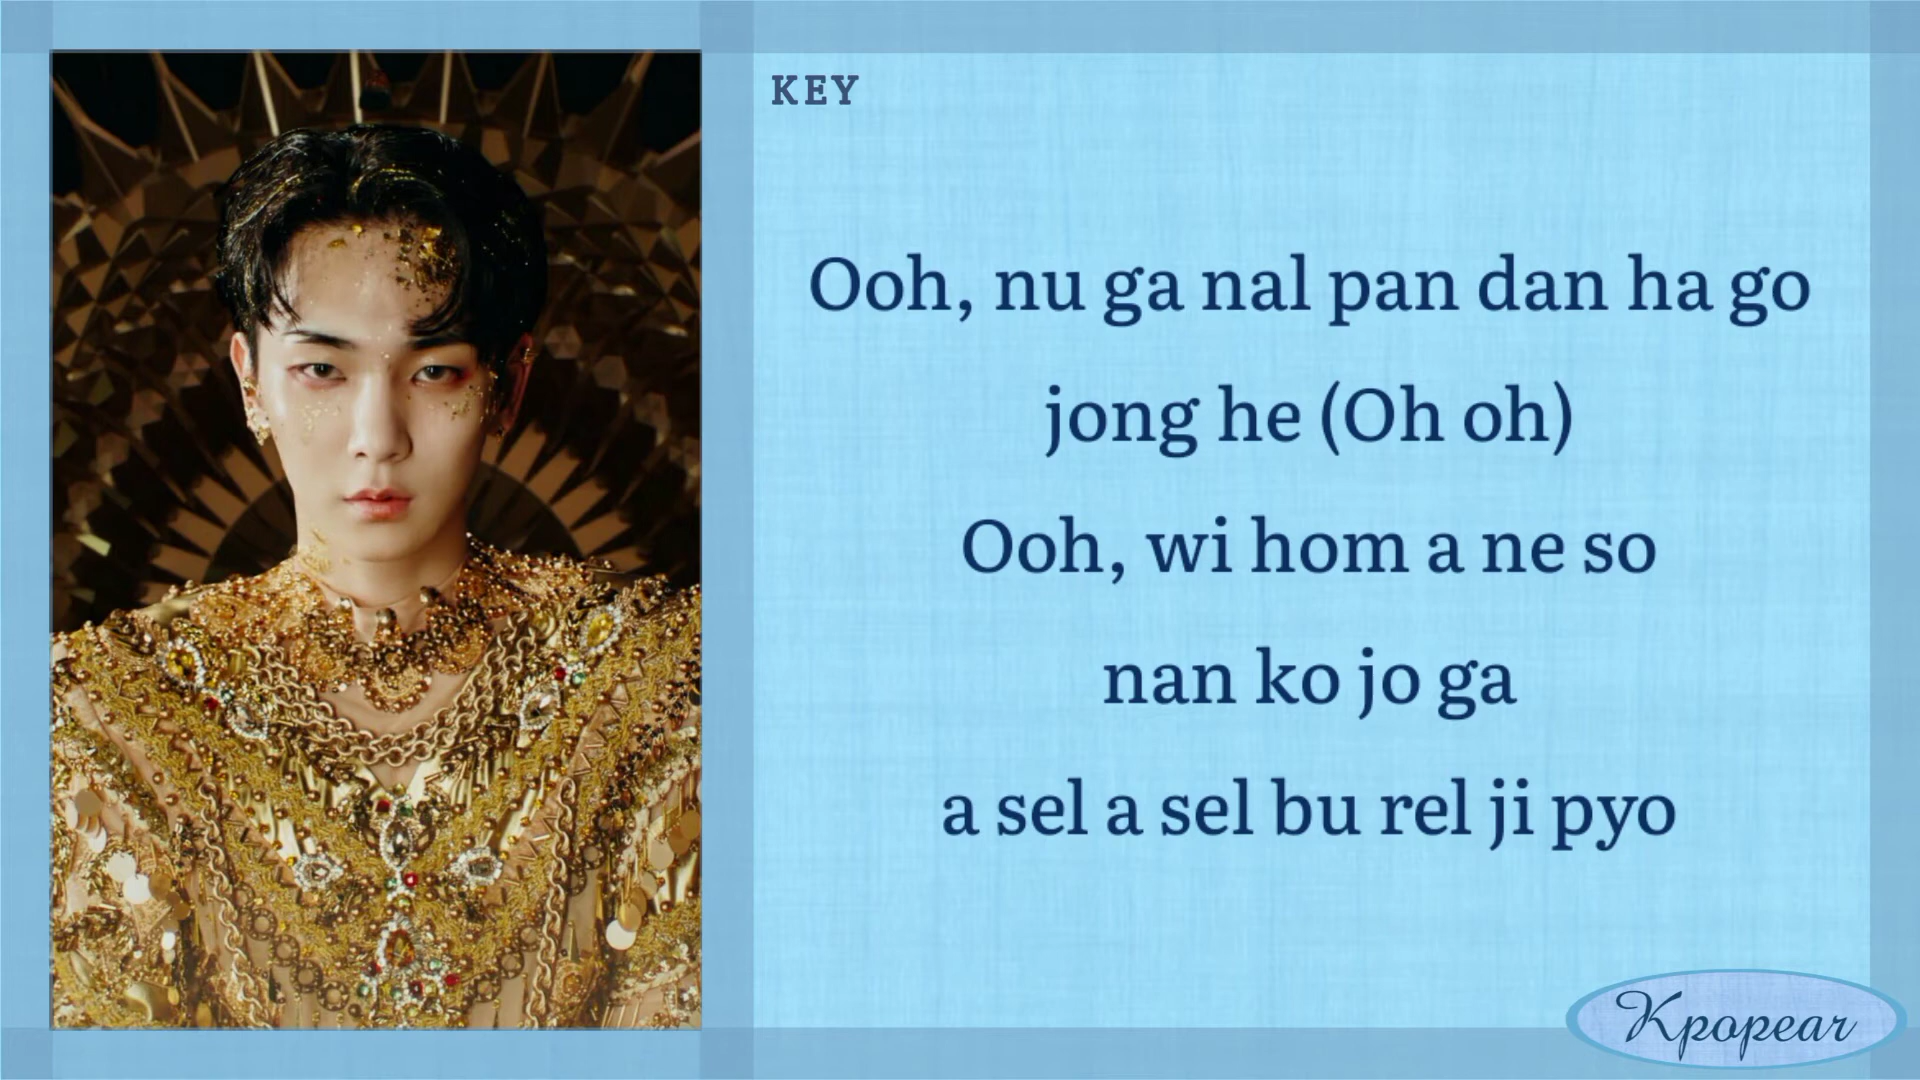 KEY
Ooh, nu ga nal pan dan ha go
jong he (Oh oh)
Ooh, wi hom a ne so
nan ko jo ga
a sel a sel bu rel ji pyo
Kpopear